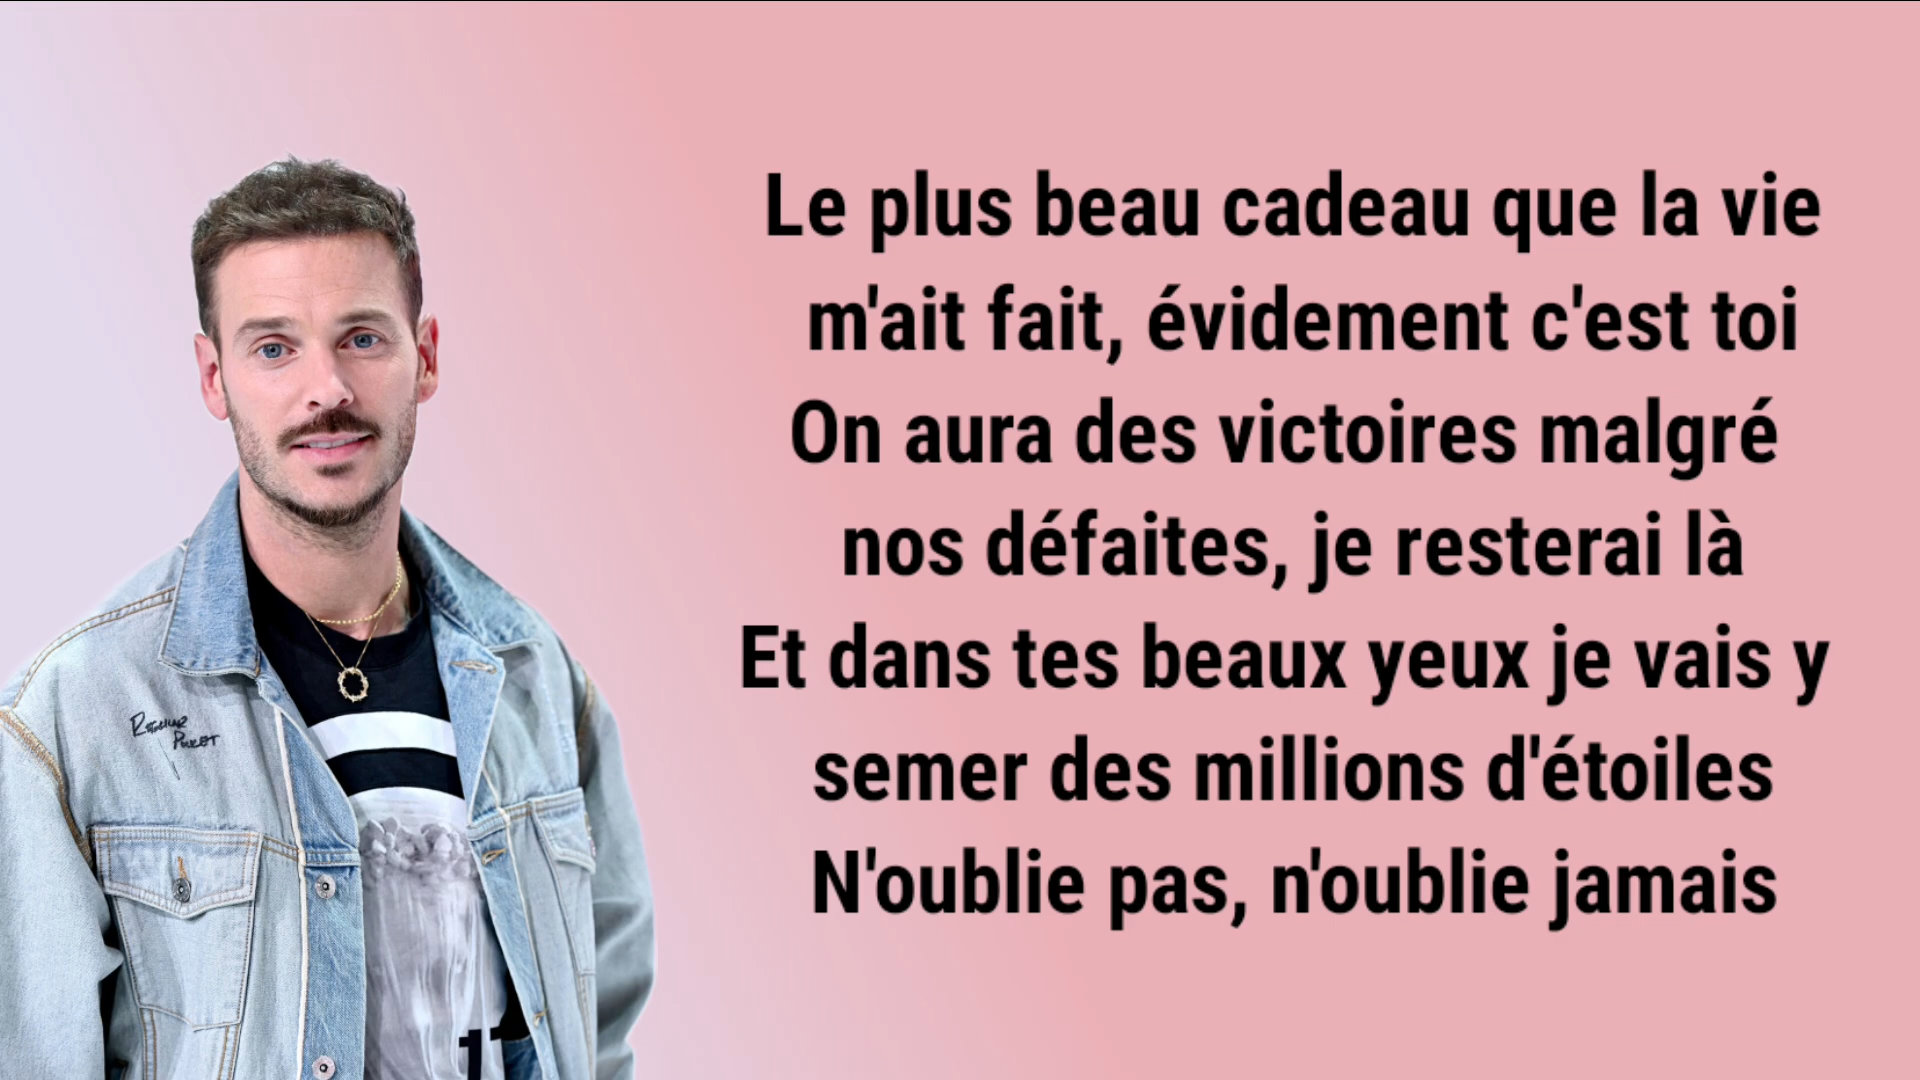 Le plus beau cadeau que la vie
m'ait fait, évidement c'est toi
On aura des victoires malgré
nos défaites, je resterai là
Et dans tes beaux yeux je vais y
semer des millions d'étoiles
N'oublie pas, n'oublie jamais
11